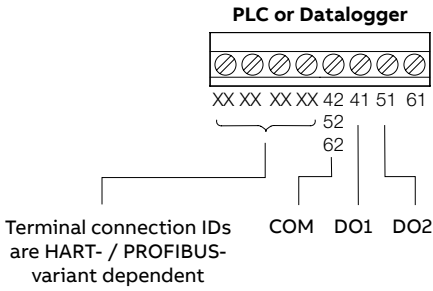 PLC or Datalogger
XX XX XX XX 42 41 51 61
52
62
Terminal connection IDs
are HART- / PROFIBUS-
variant dependent
COM DO1 DO2